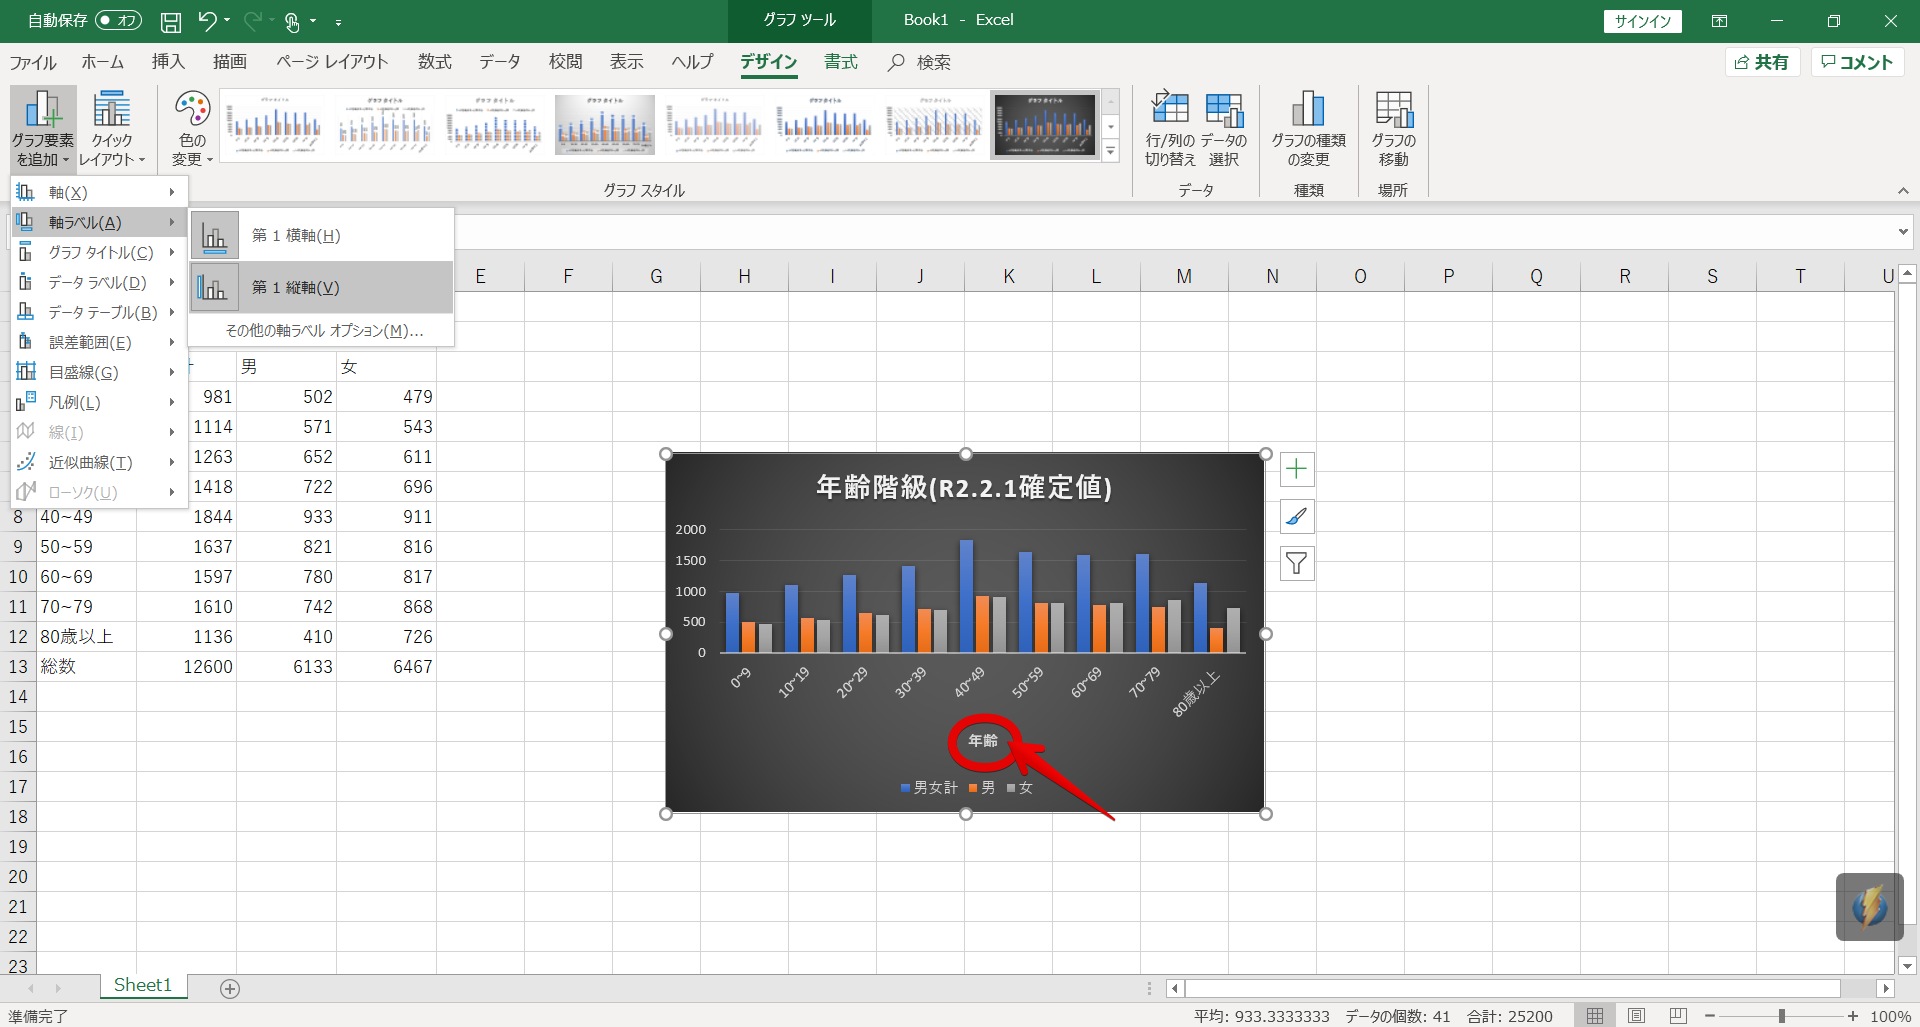 自動保存 オフ
グラフ ツール
Book1 - Excel
サインイン
ファイル ホーム 挿入 描画 ページ レイアウト 数式 データ 校閲 表示 ヘルプ デザイン 書式 検索
共有 コメント
グラフ要素
を追加
クイック
レイアウト
色の
変更
グラフ スタイル
行/列の
切り替え
データの
選択
データ
グラフの種類
の変更
種類
グラフの
移動
場所
軸(X)
軸ラベル(A)
グラフ タイトル(C)
データ ラベル(D)
データ テーブル(B)
誤差範囲(E)
目盛線(G)
凡例(L)
線(I)
近似曲線(T)
ローソク(U)
第 1 横軸(H)
第 1 縦軸(V)
その他の軸ラベル オプション(M)...
E F G H I J K L M N O P Q R S T U
男 女
981 502 479
1114 571 543
1263 652 611
1418 722 696
8 40~49 1844 933 911
9 50~59 1637 821 816
10 60~69 1597 780 817
11 70~79 1610 742 868
12 80歳以上 1136 410 726
13 総数 12600 6133 6467
14
15
16
17
18
19
20
21
22
23
年齢階級(R2.2.1確定値)
2000
1500
1000
500
0
0~9 10~19 20~29 30~39 40~49 50~59 60~69 70~79 80歳以上
年齢
男女計 男 女
Sheet1
準備完了
平均: 933.3333333 データの個数: 41 合計: 25200
100%